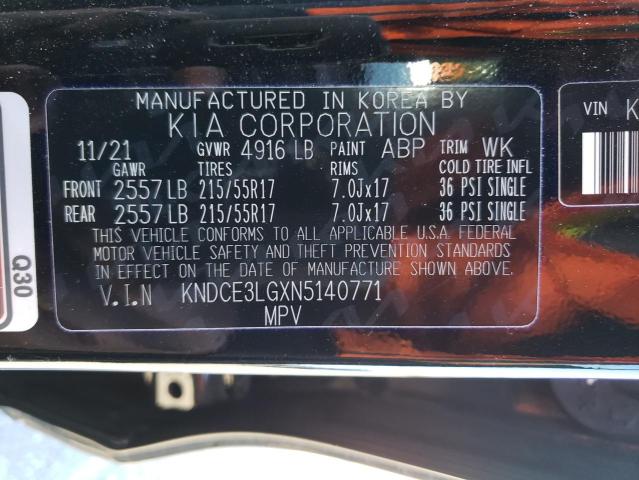 MANUFACTURED IN KOREA BY
KIA CORPORATION
11/21 GVWR 4916 LB PAINT ABP TRIM WK
GAWR TIRES RIMS COLD TIRE INFL
FRONT 2557 LB 215/55R17 7.0Jx17 36 PSI SINGLE
REAR 2557 LB 215/55R17 7.0Jx17 36 PSI SINGLE
THIS VEHICLE CONFORMS TO ALL APPLICABLE U.S.A. FEDERAL
MOTOR VEHICLE SAFETY AND THEFT PREVENTION STANDARDS
IN EFFECT ON THE DATE OF MANUFACTURE SHOWN ABOVE.
V.I.N KNDCE3LGXN5140771
MPV
Q30
VIN K